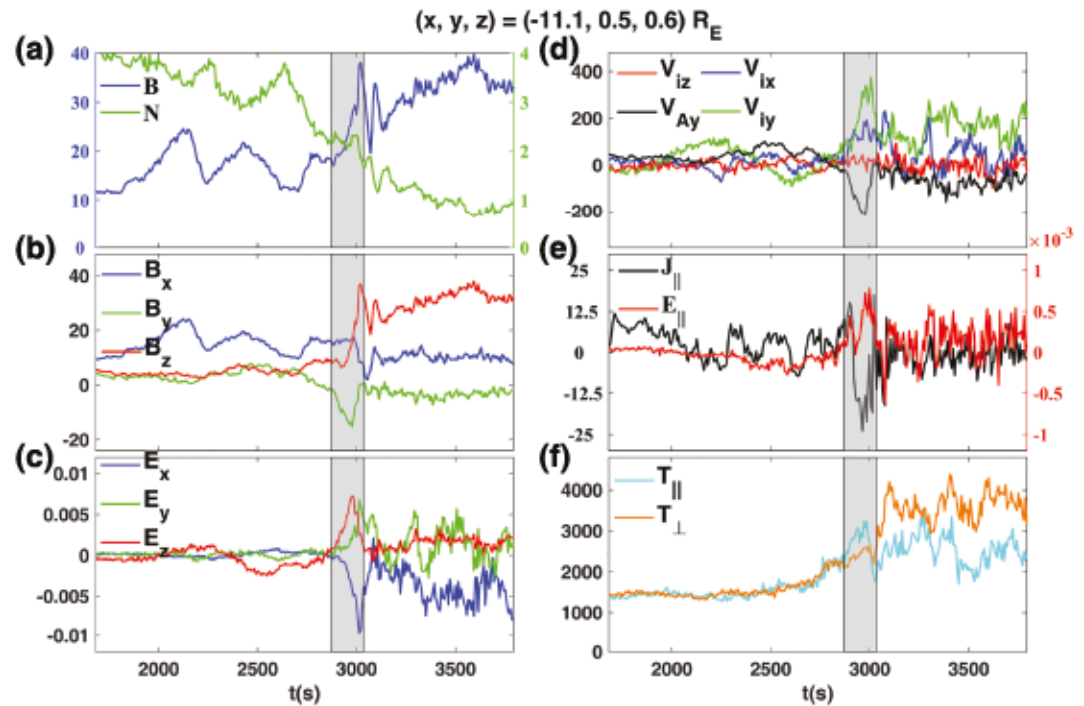 (x, y, z) = (-11.1, 0.5, 0.6) R_E
(a)
40
30
20
10
0
4
3
2
1
0
B
N
(b)
40
20
0
-20
B_x
B_y
B_z
(c)
0.01
0.005
0
-0.005
-0.01
E_x
E_y
E_z
2000 2500 3000 3500
t(s)
(d)
400
200
0
-200
V_iz V_ix
V_Ay V_iy
(e)
25
12.5
0
-12.5
-25
J_||
E_||
× 10^-3
1
0.5
0
-0.5
-1
(f)
4000
3000
2000
1000
0
T_||
T_⊥
2000 2500 3000 3500
t(s)